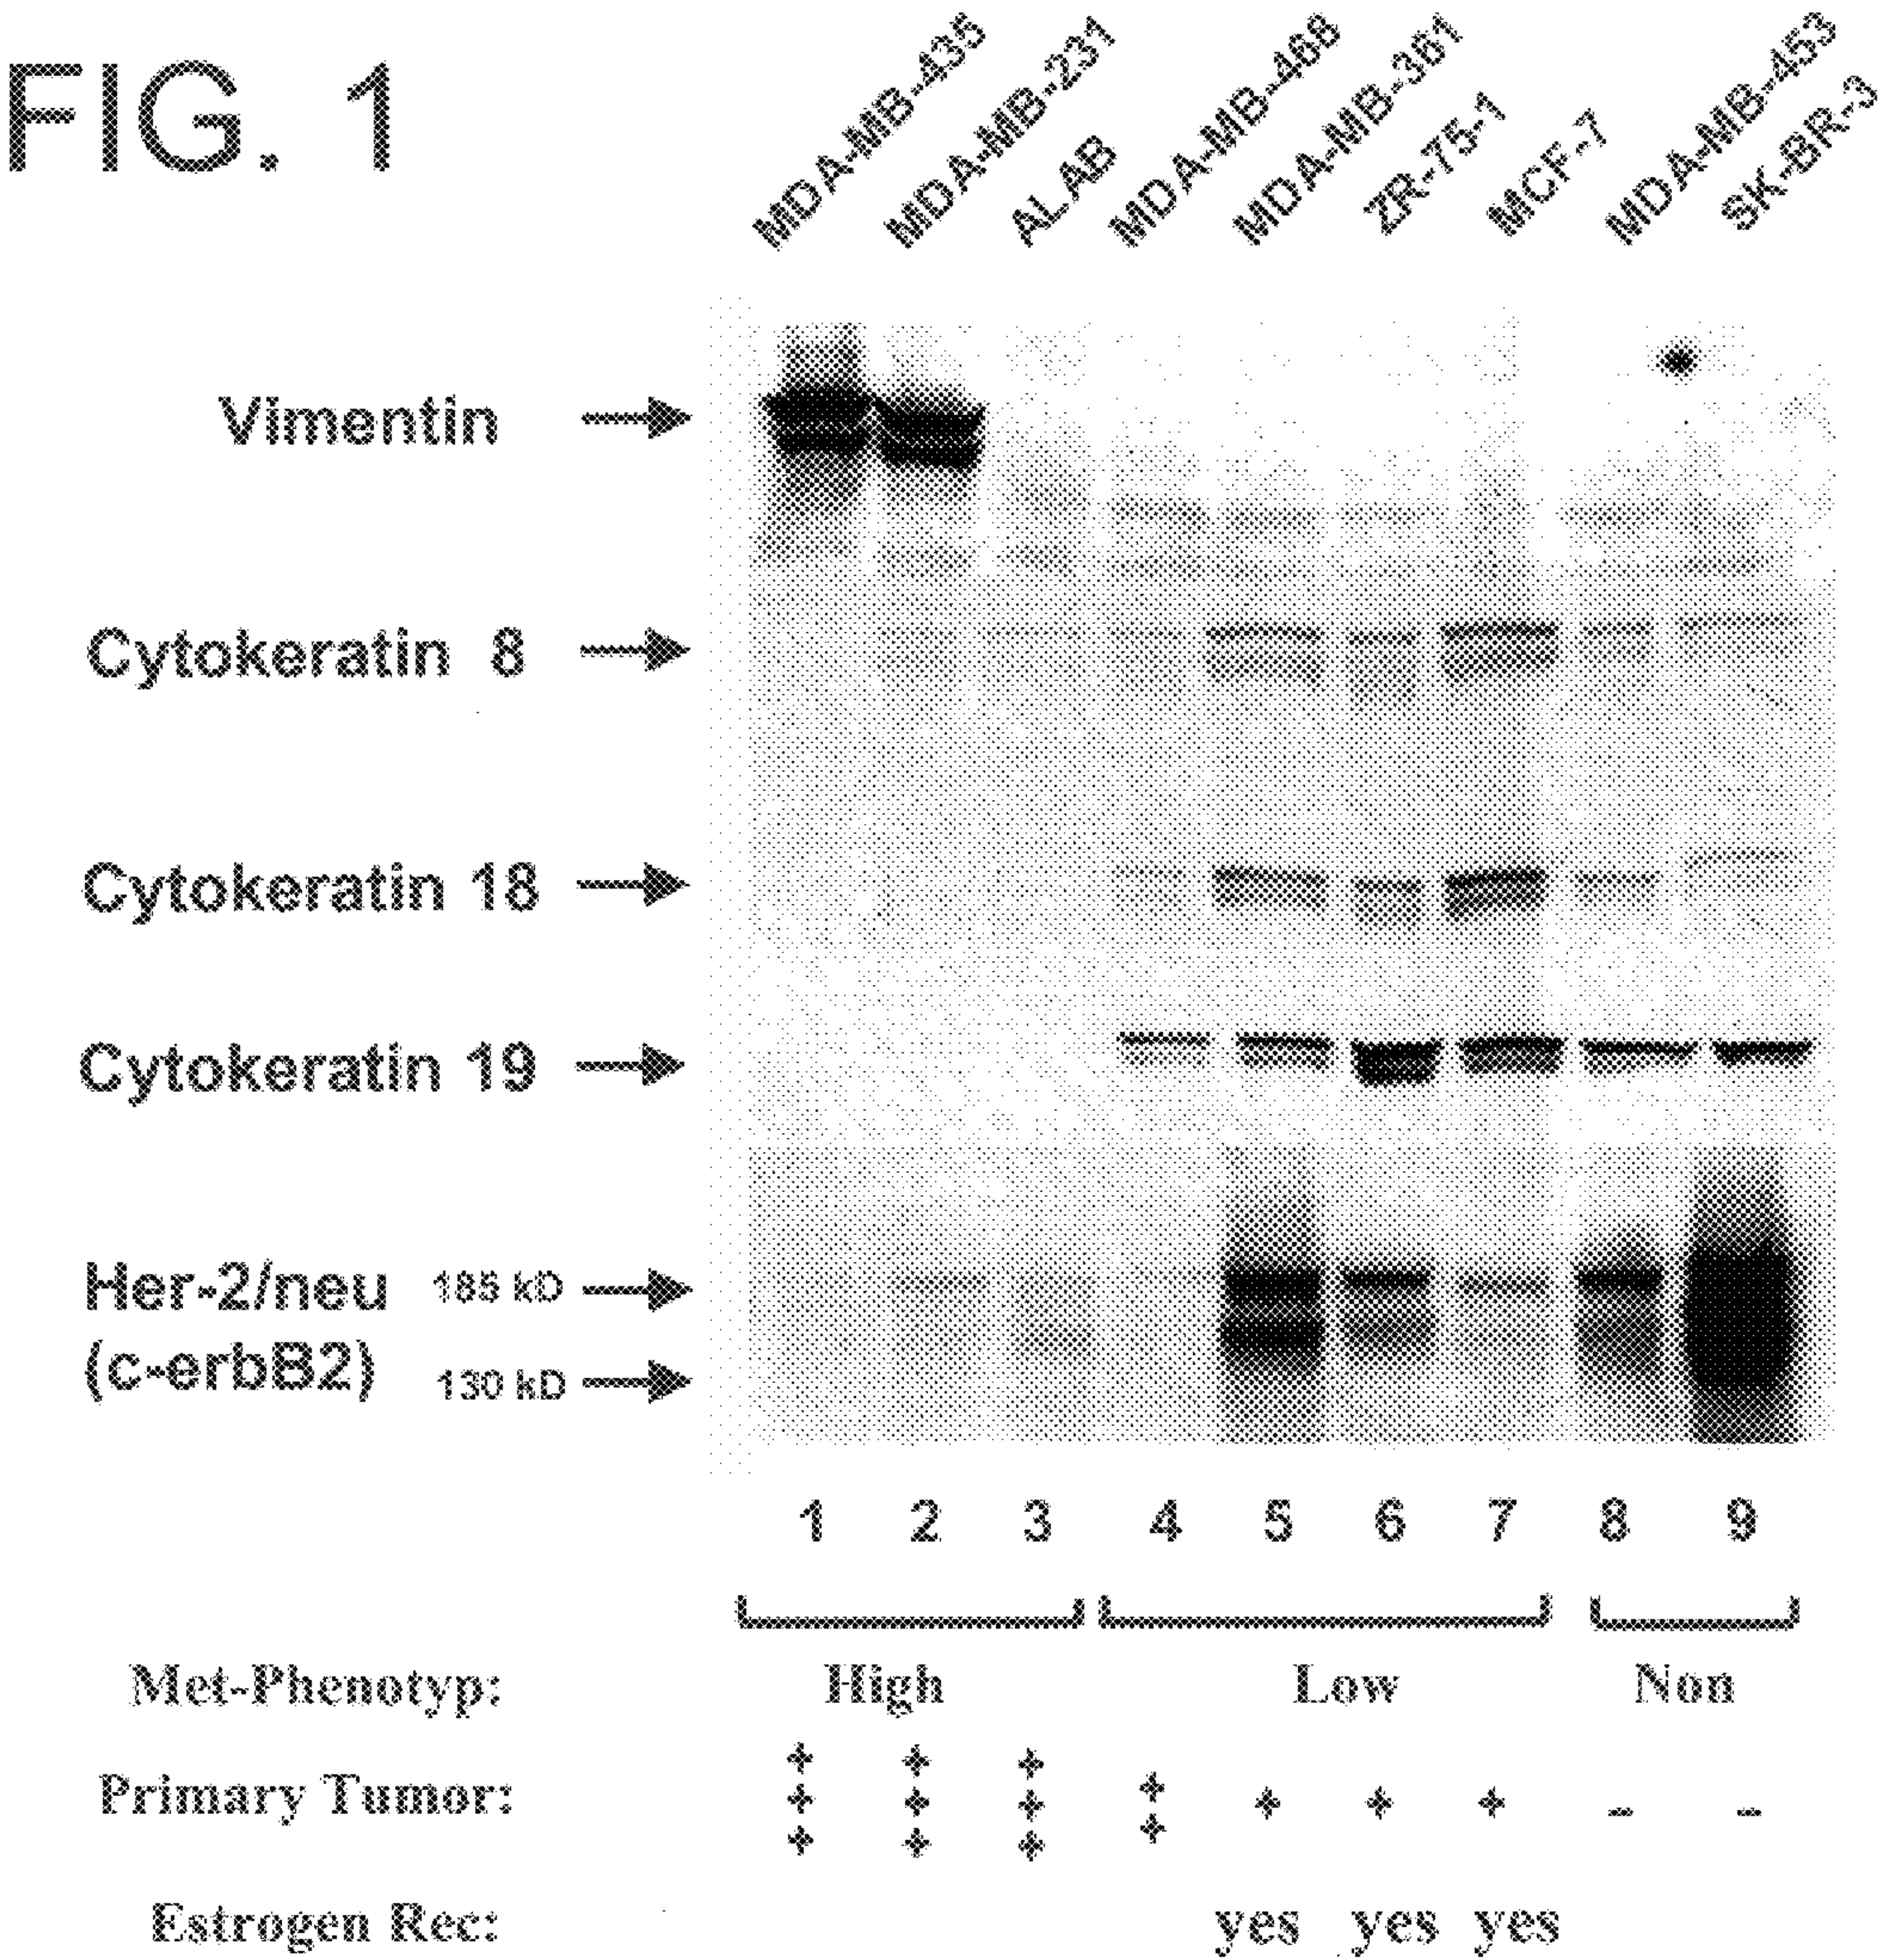 FIG. 1
MDA-MB-435
MDA-MB-231
ALAB
MDA-MB-468
MDA-MB-361
ZR-75-1
MCF-7
MDA-MB-453
SK-BR-3
Vimentin
Cytokeratin 8
Cytokeratin 18
Cytokeratin 19
Her-2/neu 185 kD
(c-erbB2) 130 kD
1 2 3 4 5 6 7 8 9
Met-Phenotyp: High Low Non
Primary Tumor: +++ +++ +++ ++ + + + - -
Estrogen Rec: yes yes yes